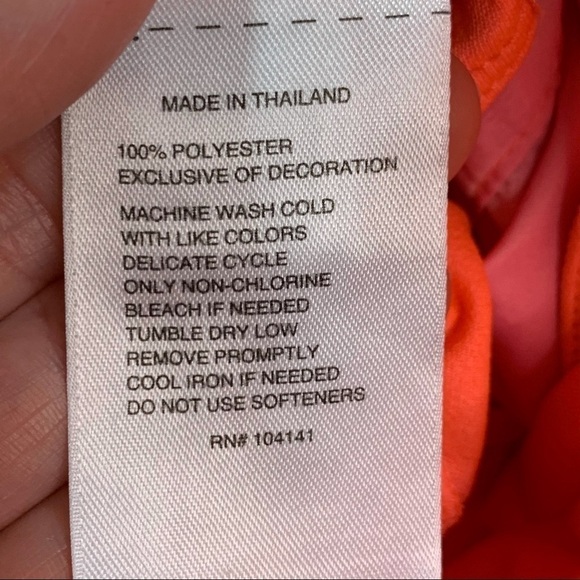 MADE IN THAILAND
100% POLYESTER
EXCLUSIVE OF DECORATION
MACHINE WASH COLD
WITH LIKE COLORS
DELICATE CYCLE
ONLY NON-CHLORINE
BLEACH IF NEEDED
TUMBLE DRY LOW
REMOVE PROMPTLY
COOL IRON IF NEEDED
DO NOT USE SOFTENERS
RN# 104141